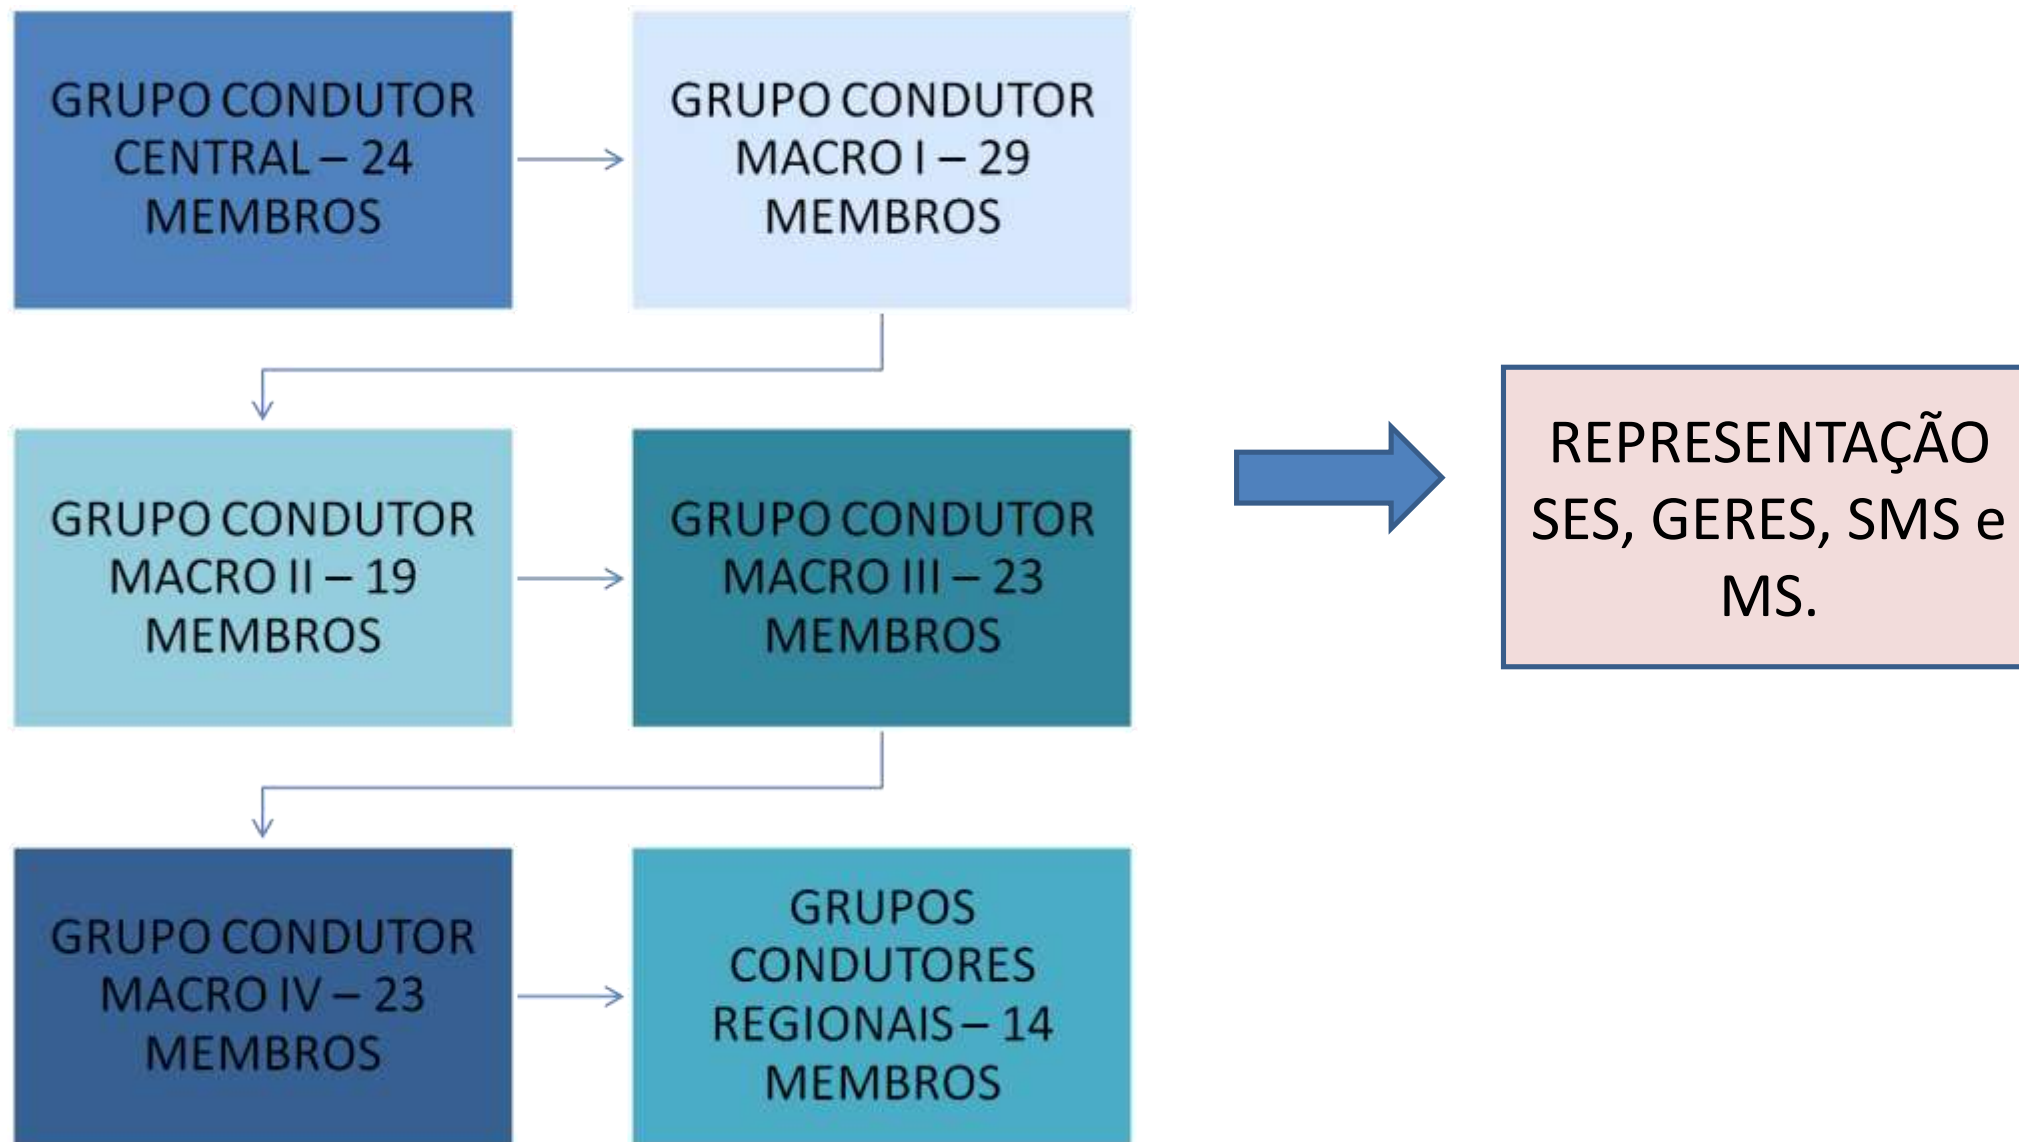 GRUPO CONDUTOR
CENTRAL – 24
MEMBROS
GRUPO CONDUTOR
MACRO I – 29
MEMBROS
GRUPO CONDUTOR
MACRO II – 19
MEMBROS
GRUPO CONDUTOR
MACRO III – 23
MEMBROS
GRUPO CONDUTOR
MACRO IV – 23
MEMBROS
GRUPOS
CONDUTORES
REGIONAIS – 14
MEMBROS
REPRESENTAÇÃO
SES, GERES, SMS e
MS.